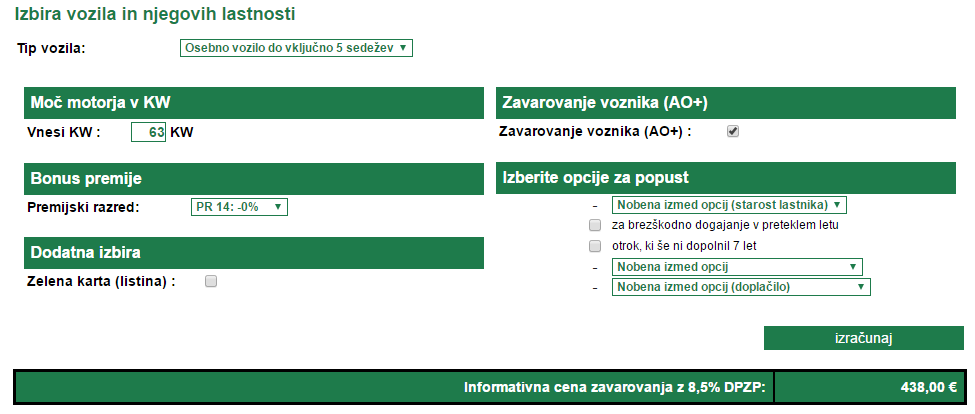 Izbira vozila in njegovih lastnosti
Tip vozila: Osebno vozilo do vključno 5 sedežev
Moč motorja v KW
Vnesi KW : 63 KW
Bonus premije
Premijski razred: PR 14: -0%
Dodatna izbira
Zelena karta (listina) :
Zavarovanje voznika (AO+)
Zavarovanje voznika (AO+) :
Izberite opcije za popust
- Nobena izmed opcij (starost lastnika)
za brezškodno dogajanje v preteklem letu
otrok, ki še ni dopolnil 7 let
- Nobena izmed opcij
- Nobena izmed opcij (doplačilo)
izračunaj
Informativna cena zavarovanja z 8,5% DPZP: 438,00 €